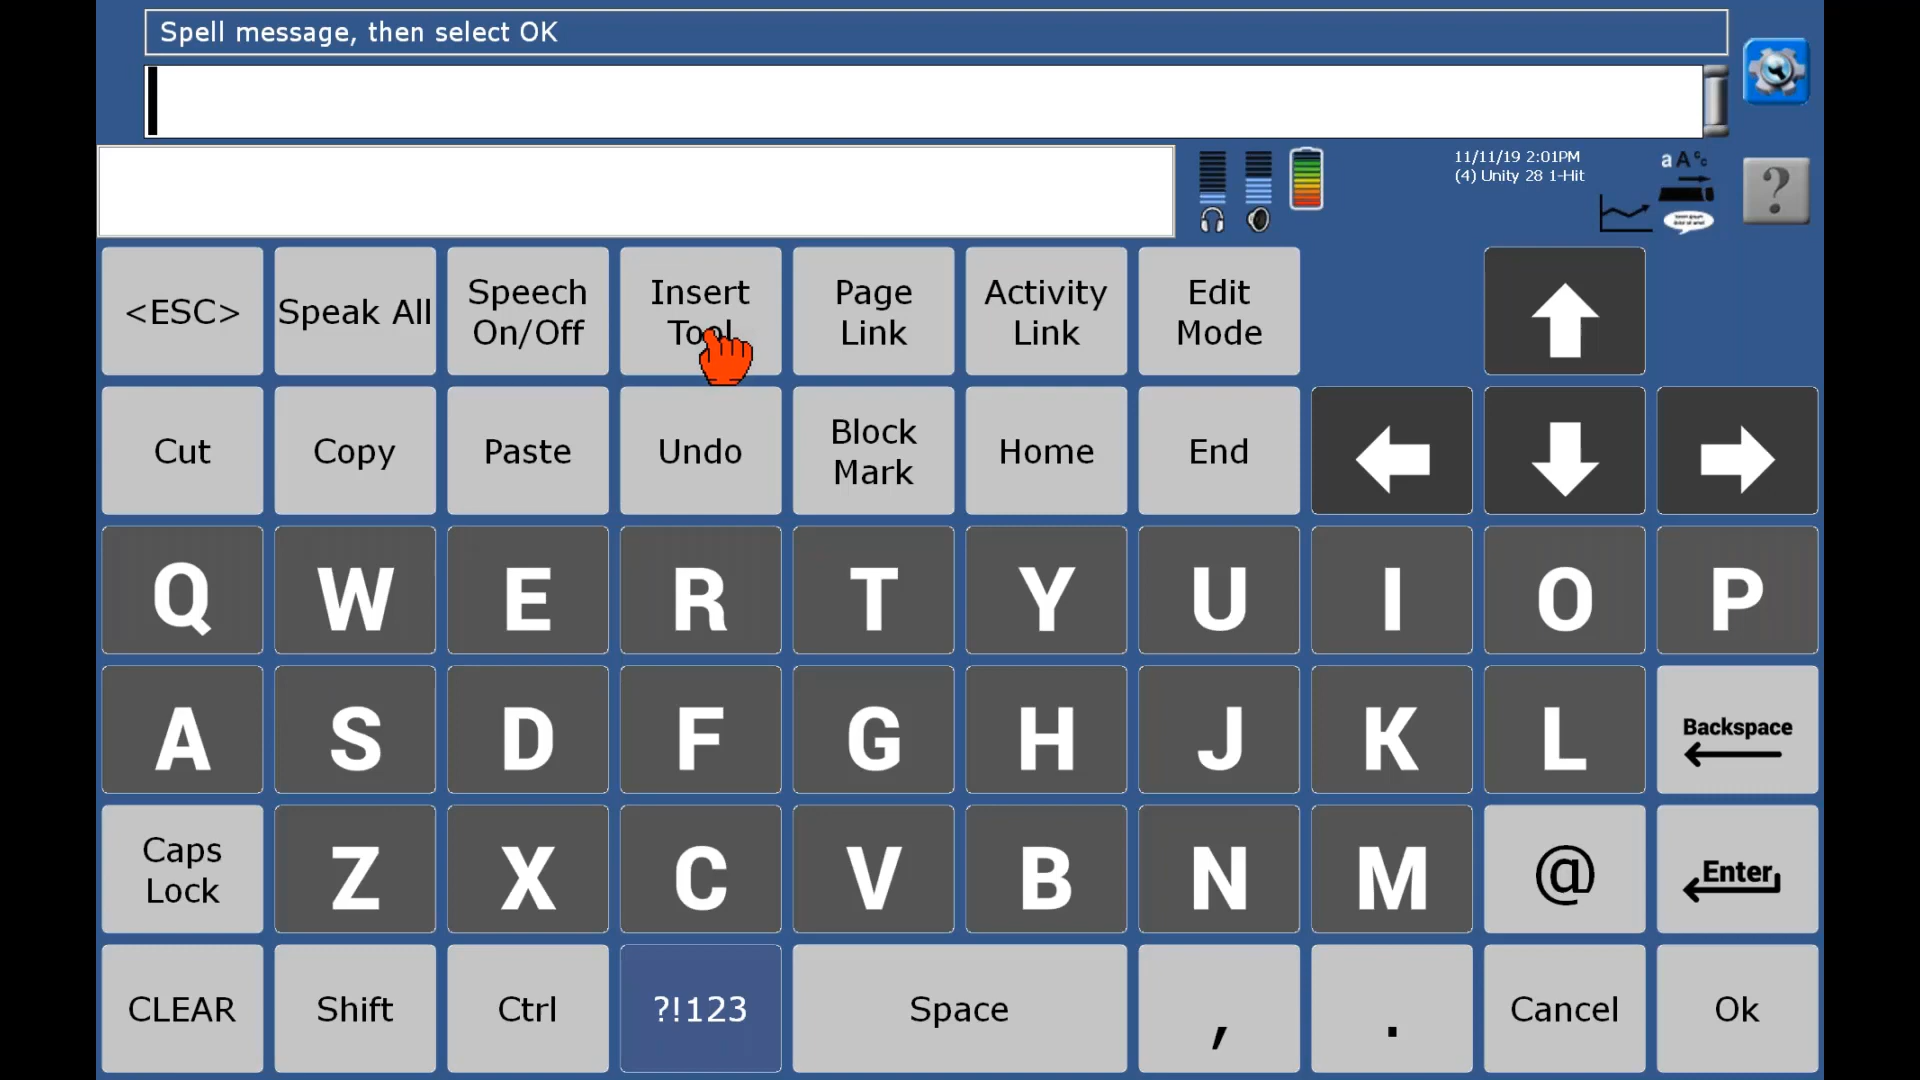 Spell message, then select OK
11/11/19 2:01PM
(4) Unity 28 1-Hit
a A c c
?
<ESC>
Speak All
Speech
On/Off
Insert
Tool
Page
Link
Activity
Link
Edit
Mode
Cut
Copy
Paste
Undo
Block
Mark
Home
End
Q W E R T Y U I O P
A S D F G H J K L
Backspace
Caps
Lock
Z X C V B N M @
Enter
CLEAR
Shift
Ctrl
?!123
Space
,
.
Cancel
Ok